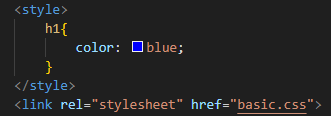 <style>
h1{
color: blue;
}
</style>
<link rel="stylesheet" href="basic.css">